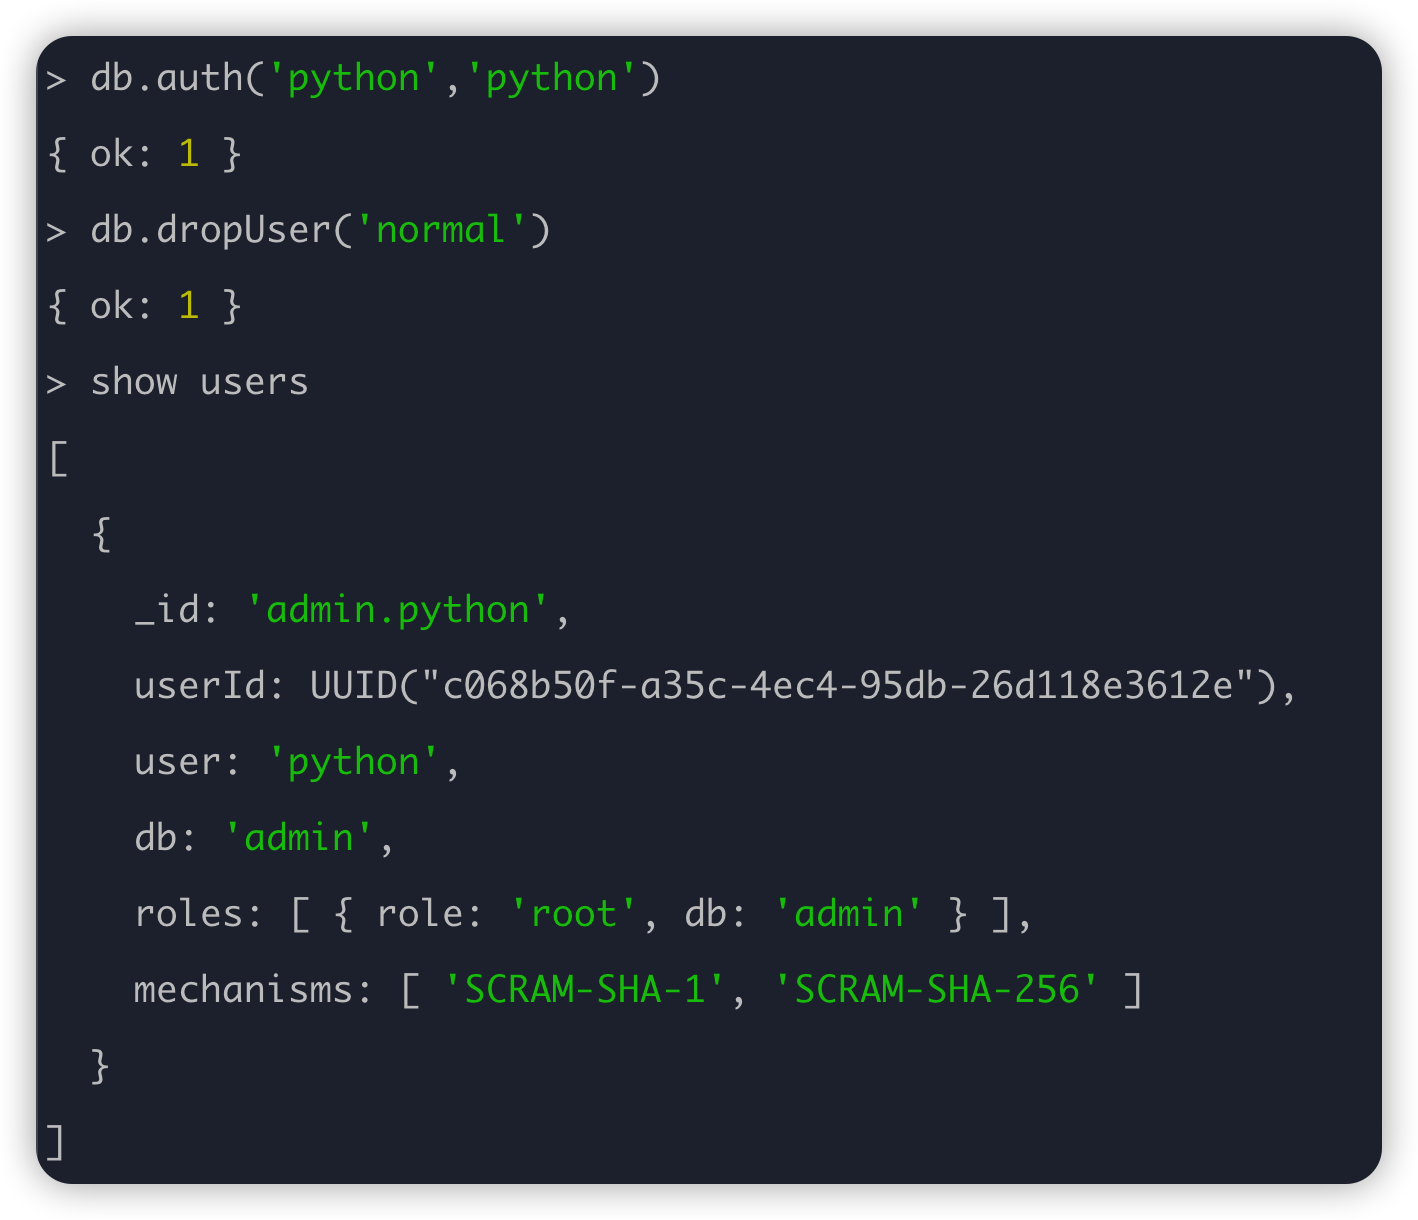 > db.auth('python','python')
{ ok: 1 }
> db.dropUser('normal')
{ ok: 1 }
> show users
[
  {
    _id: 'admin.python',
    userId: UUID("c068b50f-a35c-4ec4-95db-26d118e3612e"),
    user: 'python',
    db: 'admin',
    roles: [ { role: 'root', db: 'admin' } ],
    mechanisms: [ 'SCRAM-SHA-1', 'SCRAM-SHA-256' ]
  }
]